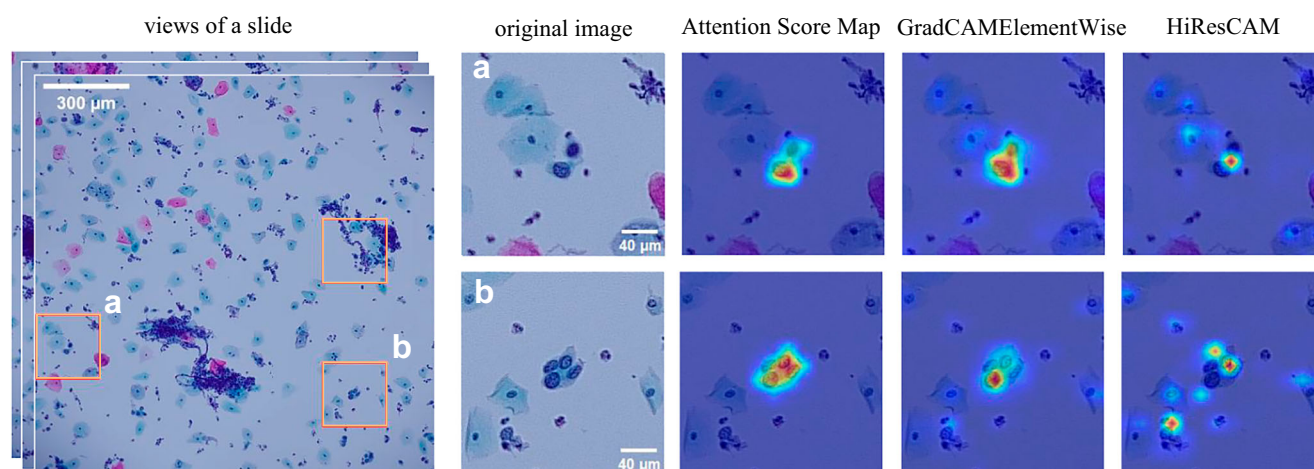 views of a slide
original image
Attention Score Map
GradCAMElementWise
HiResCAM
300 μm
a
b
a
40 μm
b
40 μm